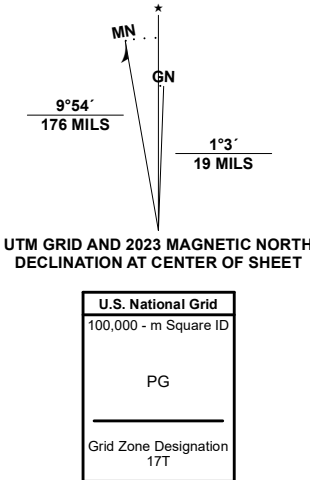 MN
GN
9°54´
176 MILS
1°3´
19 MILS
UTM GRID AND 2023 MAGNETIC NORTH
DECLINATION AT CENTER OF SHEET
U.S. National Grid
100,000 - m Square ID
PG
Grid Zone Designation
17T